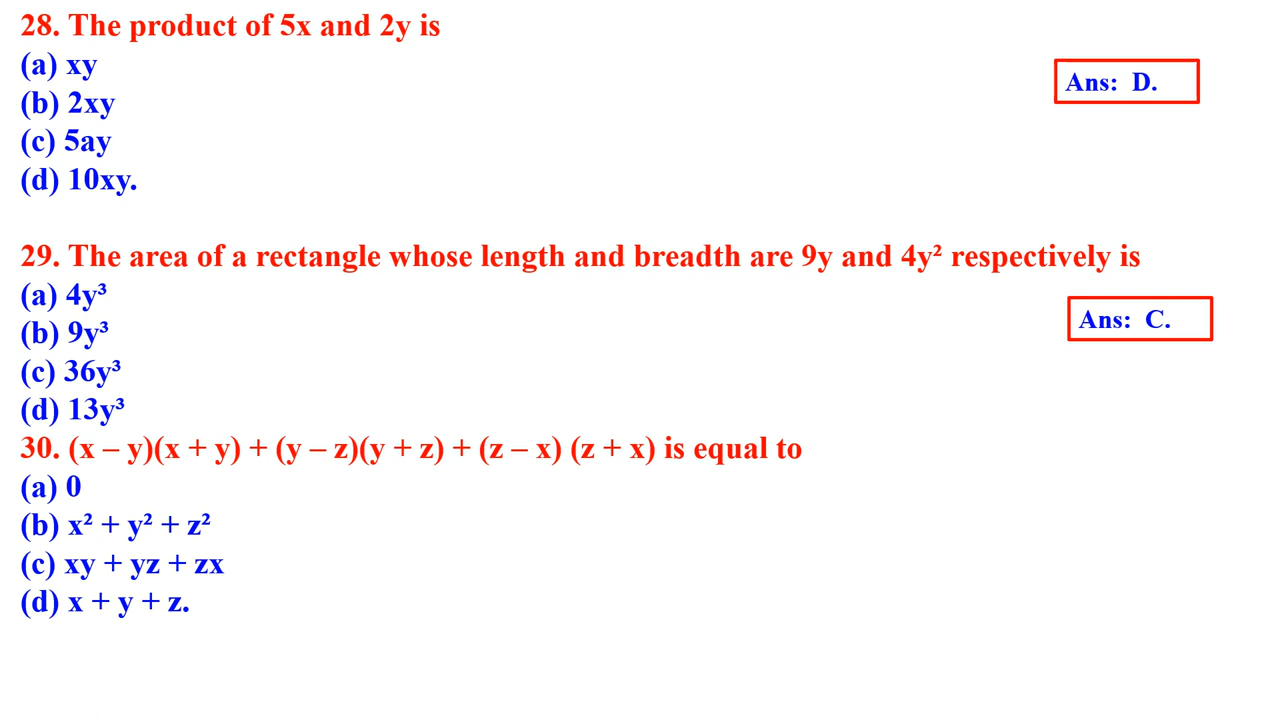 28. The product of 5x and 2y is
(a) xy
Ans: D.
(b) 2xy
(c) 5ay
(d) 10xy.
29. The area of a rectangle whose length and breadth are 9y and 4y² respectively is
(a) 4y³
Ans: C.
(b) 9y³
(c) 36y³
(d) 13y³
30. (x – y)(x + y) + (y – z)(y + z) + (z – x) (z + x) is equal to
(a) 0
(b) x² + y² + z²
(c) xy + yz + zx
(d) x + y + z.